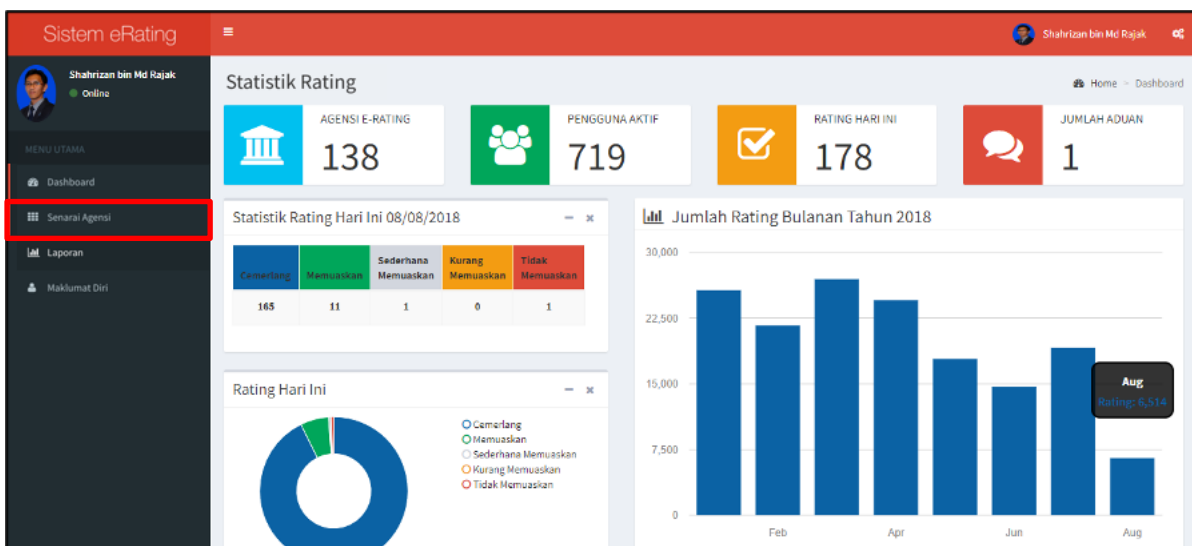 Sistem eRating
Shahrizan bin Md Rajak
Shahrizan bin Md Rajak
Online
MENU UTAMA
Dashboard
Senarai Agensi
Laporan
Maklumat Diri
Statistik Rating
Home > Dashboard
AGENSI E-RATING
138
PENGGUNA AKTIF
719
RATING HARI INI
178
JUMLAH ADUAN
1
Statistik Rating Hari Ini 08/08/2018
Cemerlang Memuaskan Sederhana Memuaskan Kurang Memuaskan Tidak Memuaskan
165 11 1 0 1
Rating Hari Ini
Cemerlang
Memuaskan
Sederhana Memuaskan
Kurang Memuaskan
Tidak Memuaskan
Jumlah Rating Bulanan Tahun 2018
30,000
22,500
15,000
7,500
0
Aug
Rating: 6,514
Feb Apr Jun Aug